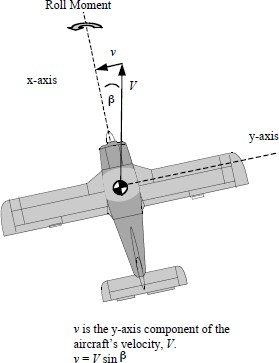 Roll Moment
v
x-axis
V
β
y-axis
v is the y-axis component of the
aircraft's velocity, V.
v = V sin β